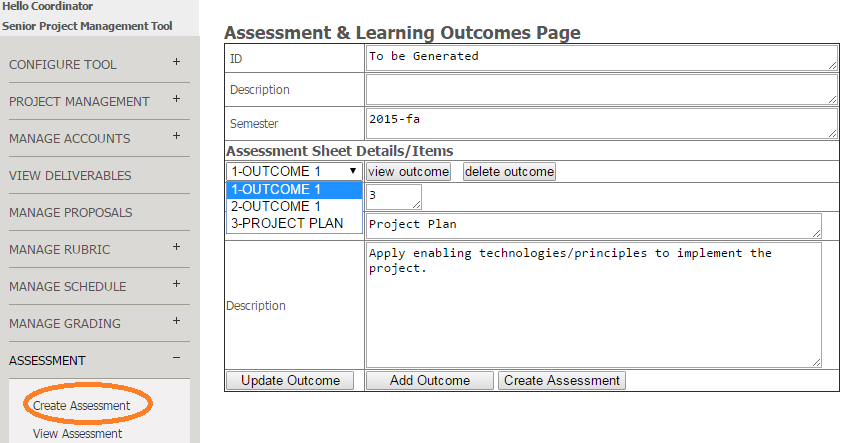 Hello Coordinator
Senior Project Management Tool
CONFIGURE TOOL +
PROJECT MANAGEMENT +
MANAGE ACCOUNTS +
VIEW DELIVERABLES
MANAGE PROPOSALS
MANAGE RUBRIC +
MANAGE SCHEDULE +
MANAGE GRADING +
ASSESSMENT −
Create Assessment
View Assessment
Assessment & Learning Outcomes Page
ID To be Generated
Description
Semester 2015-fa
Assessment Sheet Details/Items
1-OUTCOME 1 view outcome delete outcome
1-OUTCOME 1
2-OUTCOME 1
3-PROJECT PLAN
3
Project Plan
Description Apply enabling technologies/principles to implement the
project.
Update Outcome Add Outcome Create Assessment